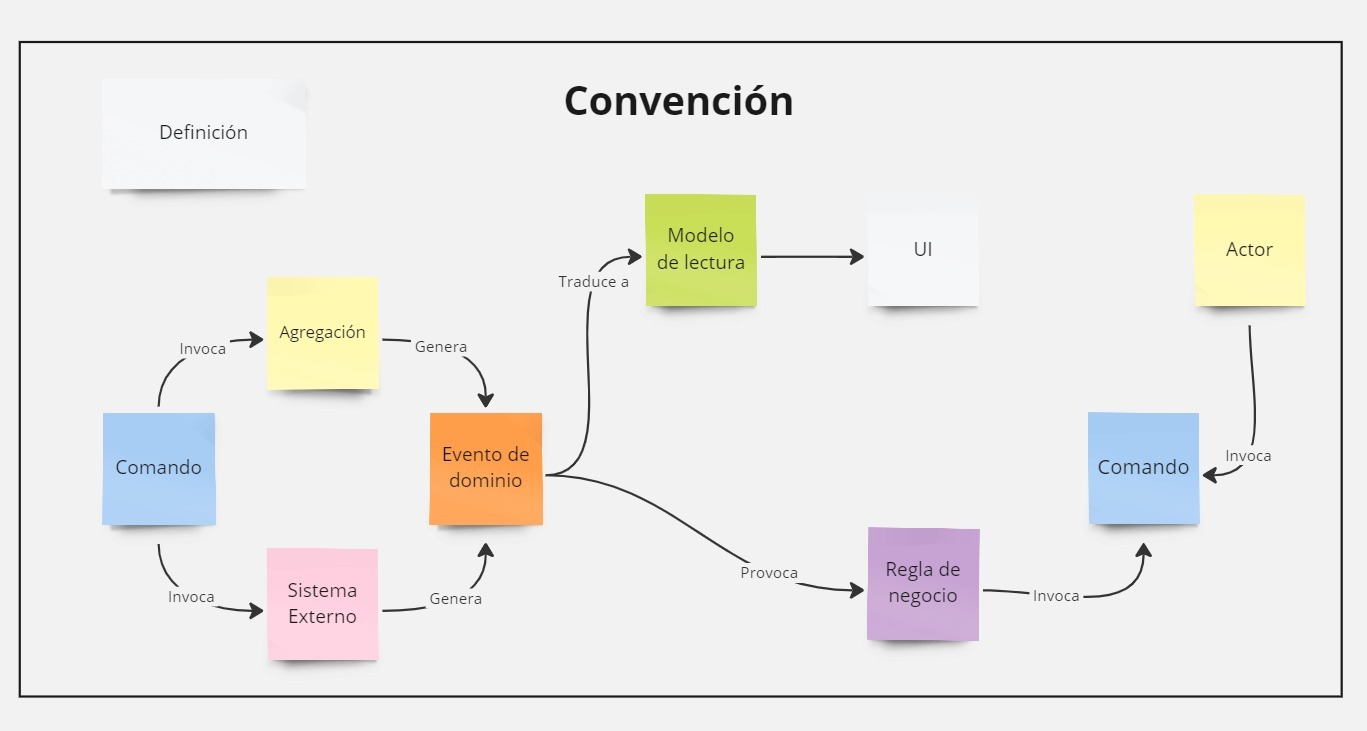 Convención
Definición
Modelo
de lectura
UI
Actor
Traduce a
Agregación
Invoca
Genera
Comando
Evento de
dominio
Comando
Invoca
Sistema
Externo
Invoca
Genera
Provoca
Regla de
negocio
Invoca